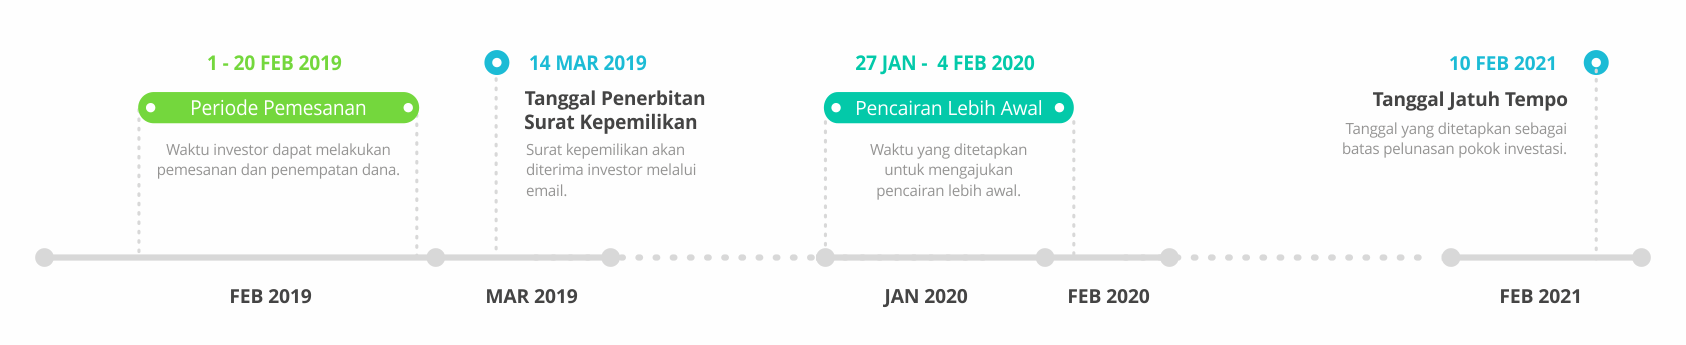 1 - 20 FEB 2019
Periode Pemesanan
Waktu investor dapat melakukan
pemesanan dan penempatan dana.
14 MAR 2019
Tanggal Penerbitan
Surat Kepemilikan
Surat kepemilikan akan
diterima investor melalui
email.
27 JAN - 4 FEB 2020
Pencairan Lebih Awal
Waktu yang ditetapkan
untuk mengajukan
pencairan lebih awal.
10 FEB 2021
Tanggal Jatuh Tempo
Tanggal yang ditetapkan sebagai
batas pelunasan pokok investasi.
FEB 2019
MAR 2019
JAN 2020
FEB 2020
FEB 2021